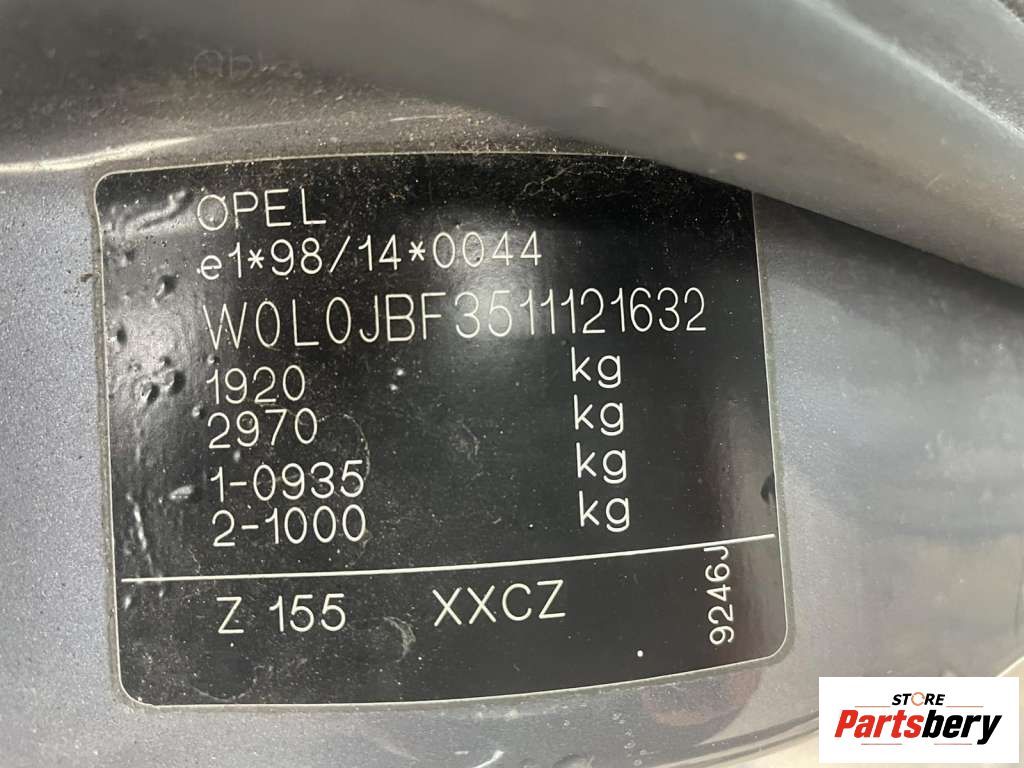 OPEL
e1*98/14*0044
W0L0JBF3511121632
1920 kg
2970 kg
1-0935 kg
2-1000 kg
Z 155 XXCZ
9246J
STORE
Partsbery